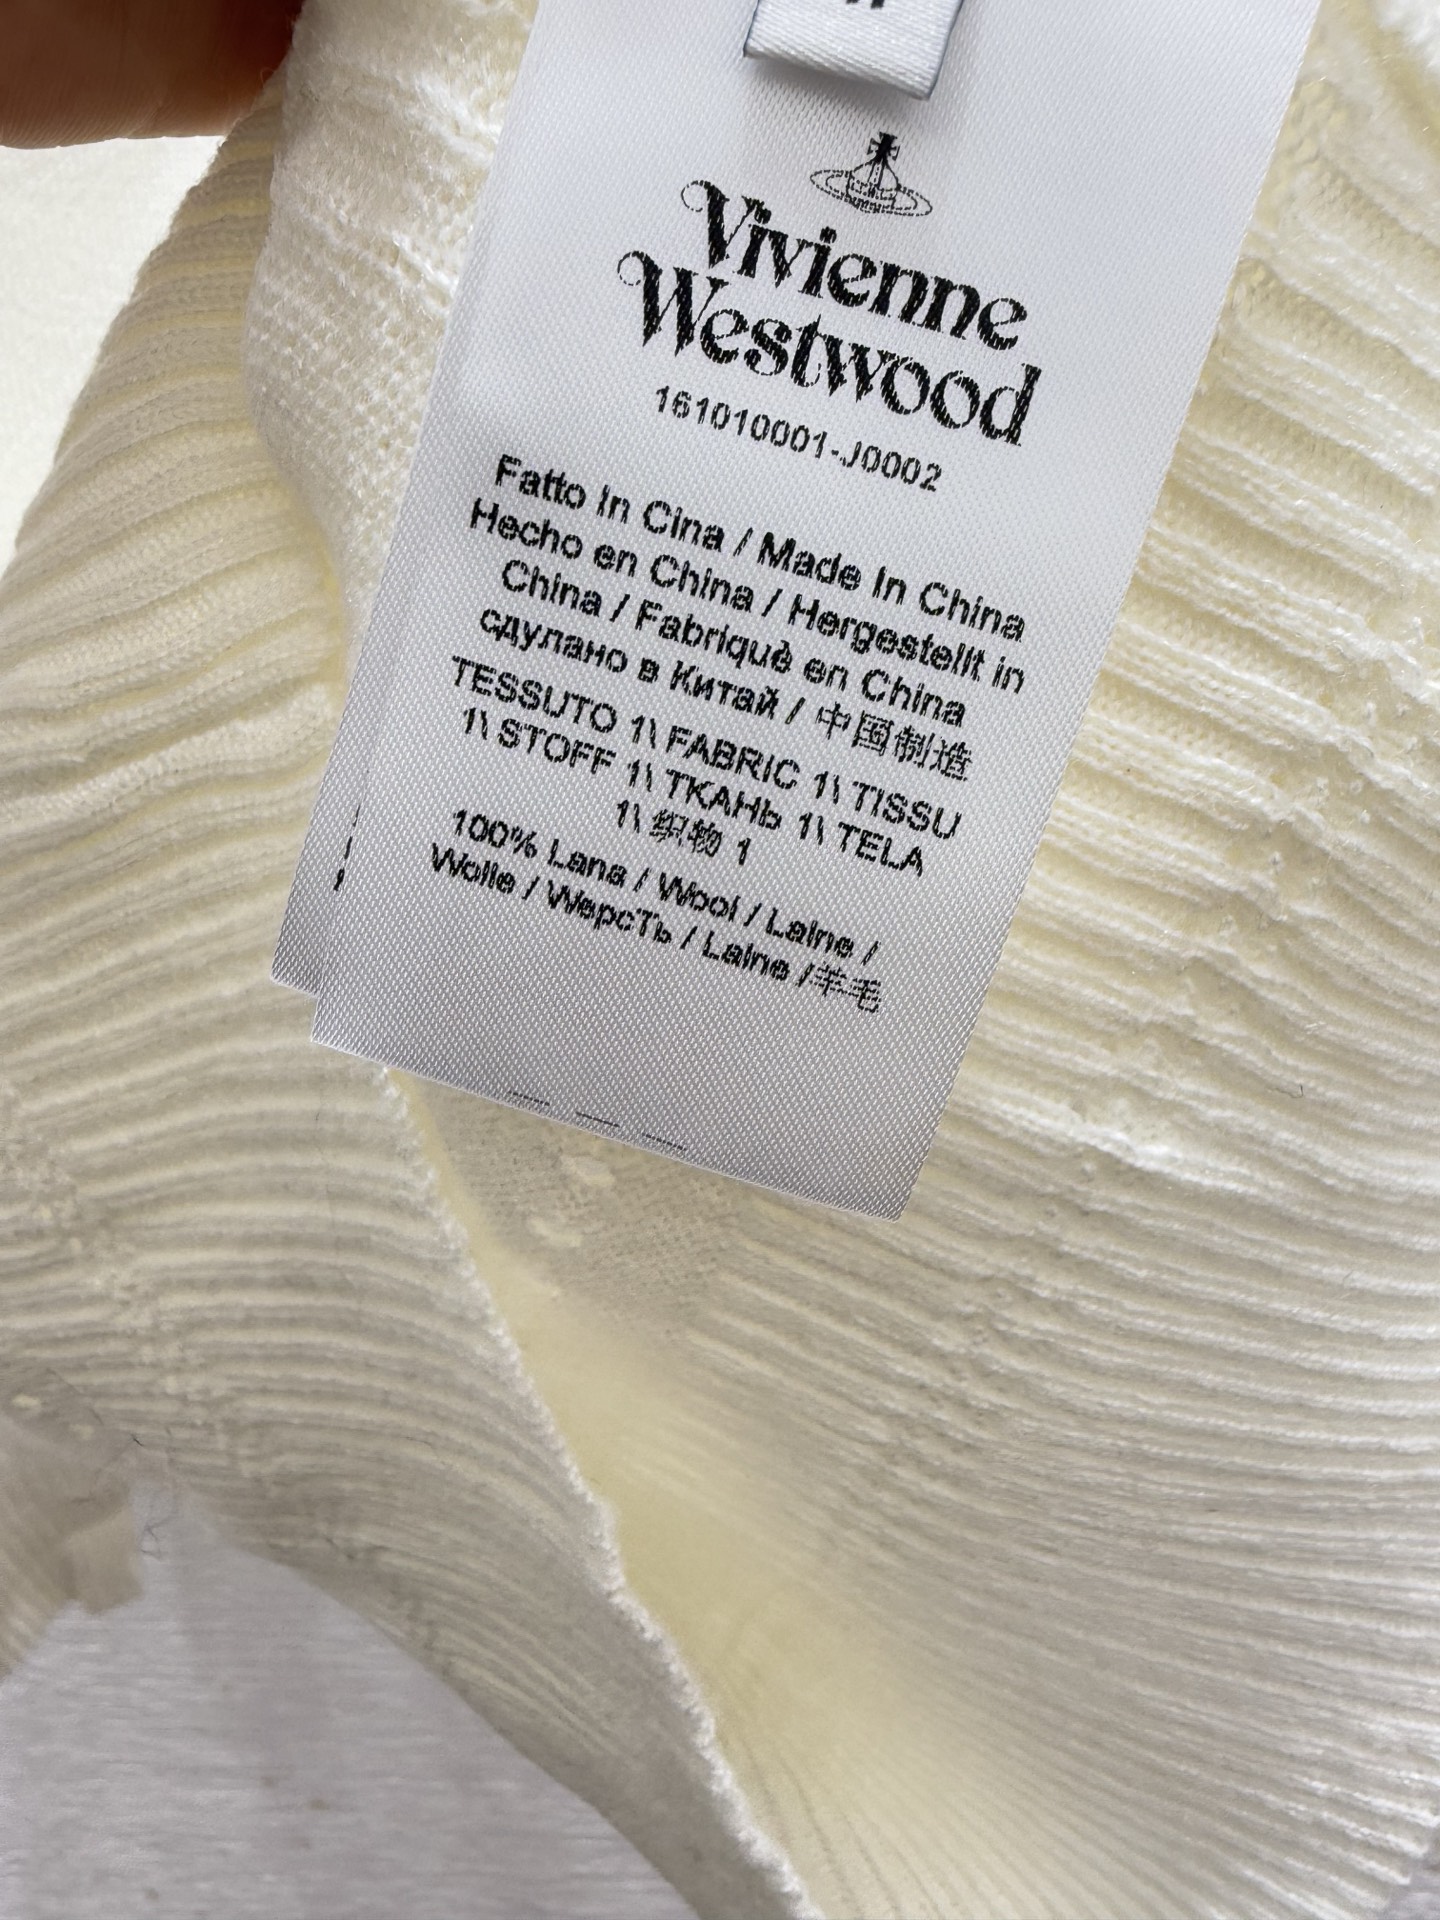 Vivienne
Westwood
161010001-J0002
Fatto in Cina / Made in China
Hecho en China / Hergestellt in
China / Fabriquè en China
сдулано в Китай / 中国制造
TESSUTO 1\ FABRIC 1\ TISSU
1\ STOFF 1\ ТКАНЬ 1\ TELA
1\ 织物 1
100% Lana / Wool / Laine /
Wolle / WepcTь / Laine /羊毛